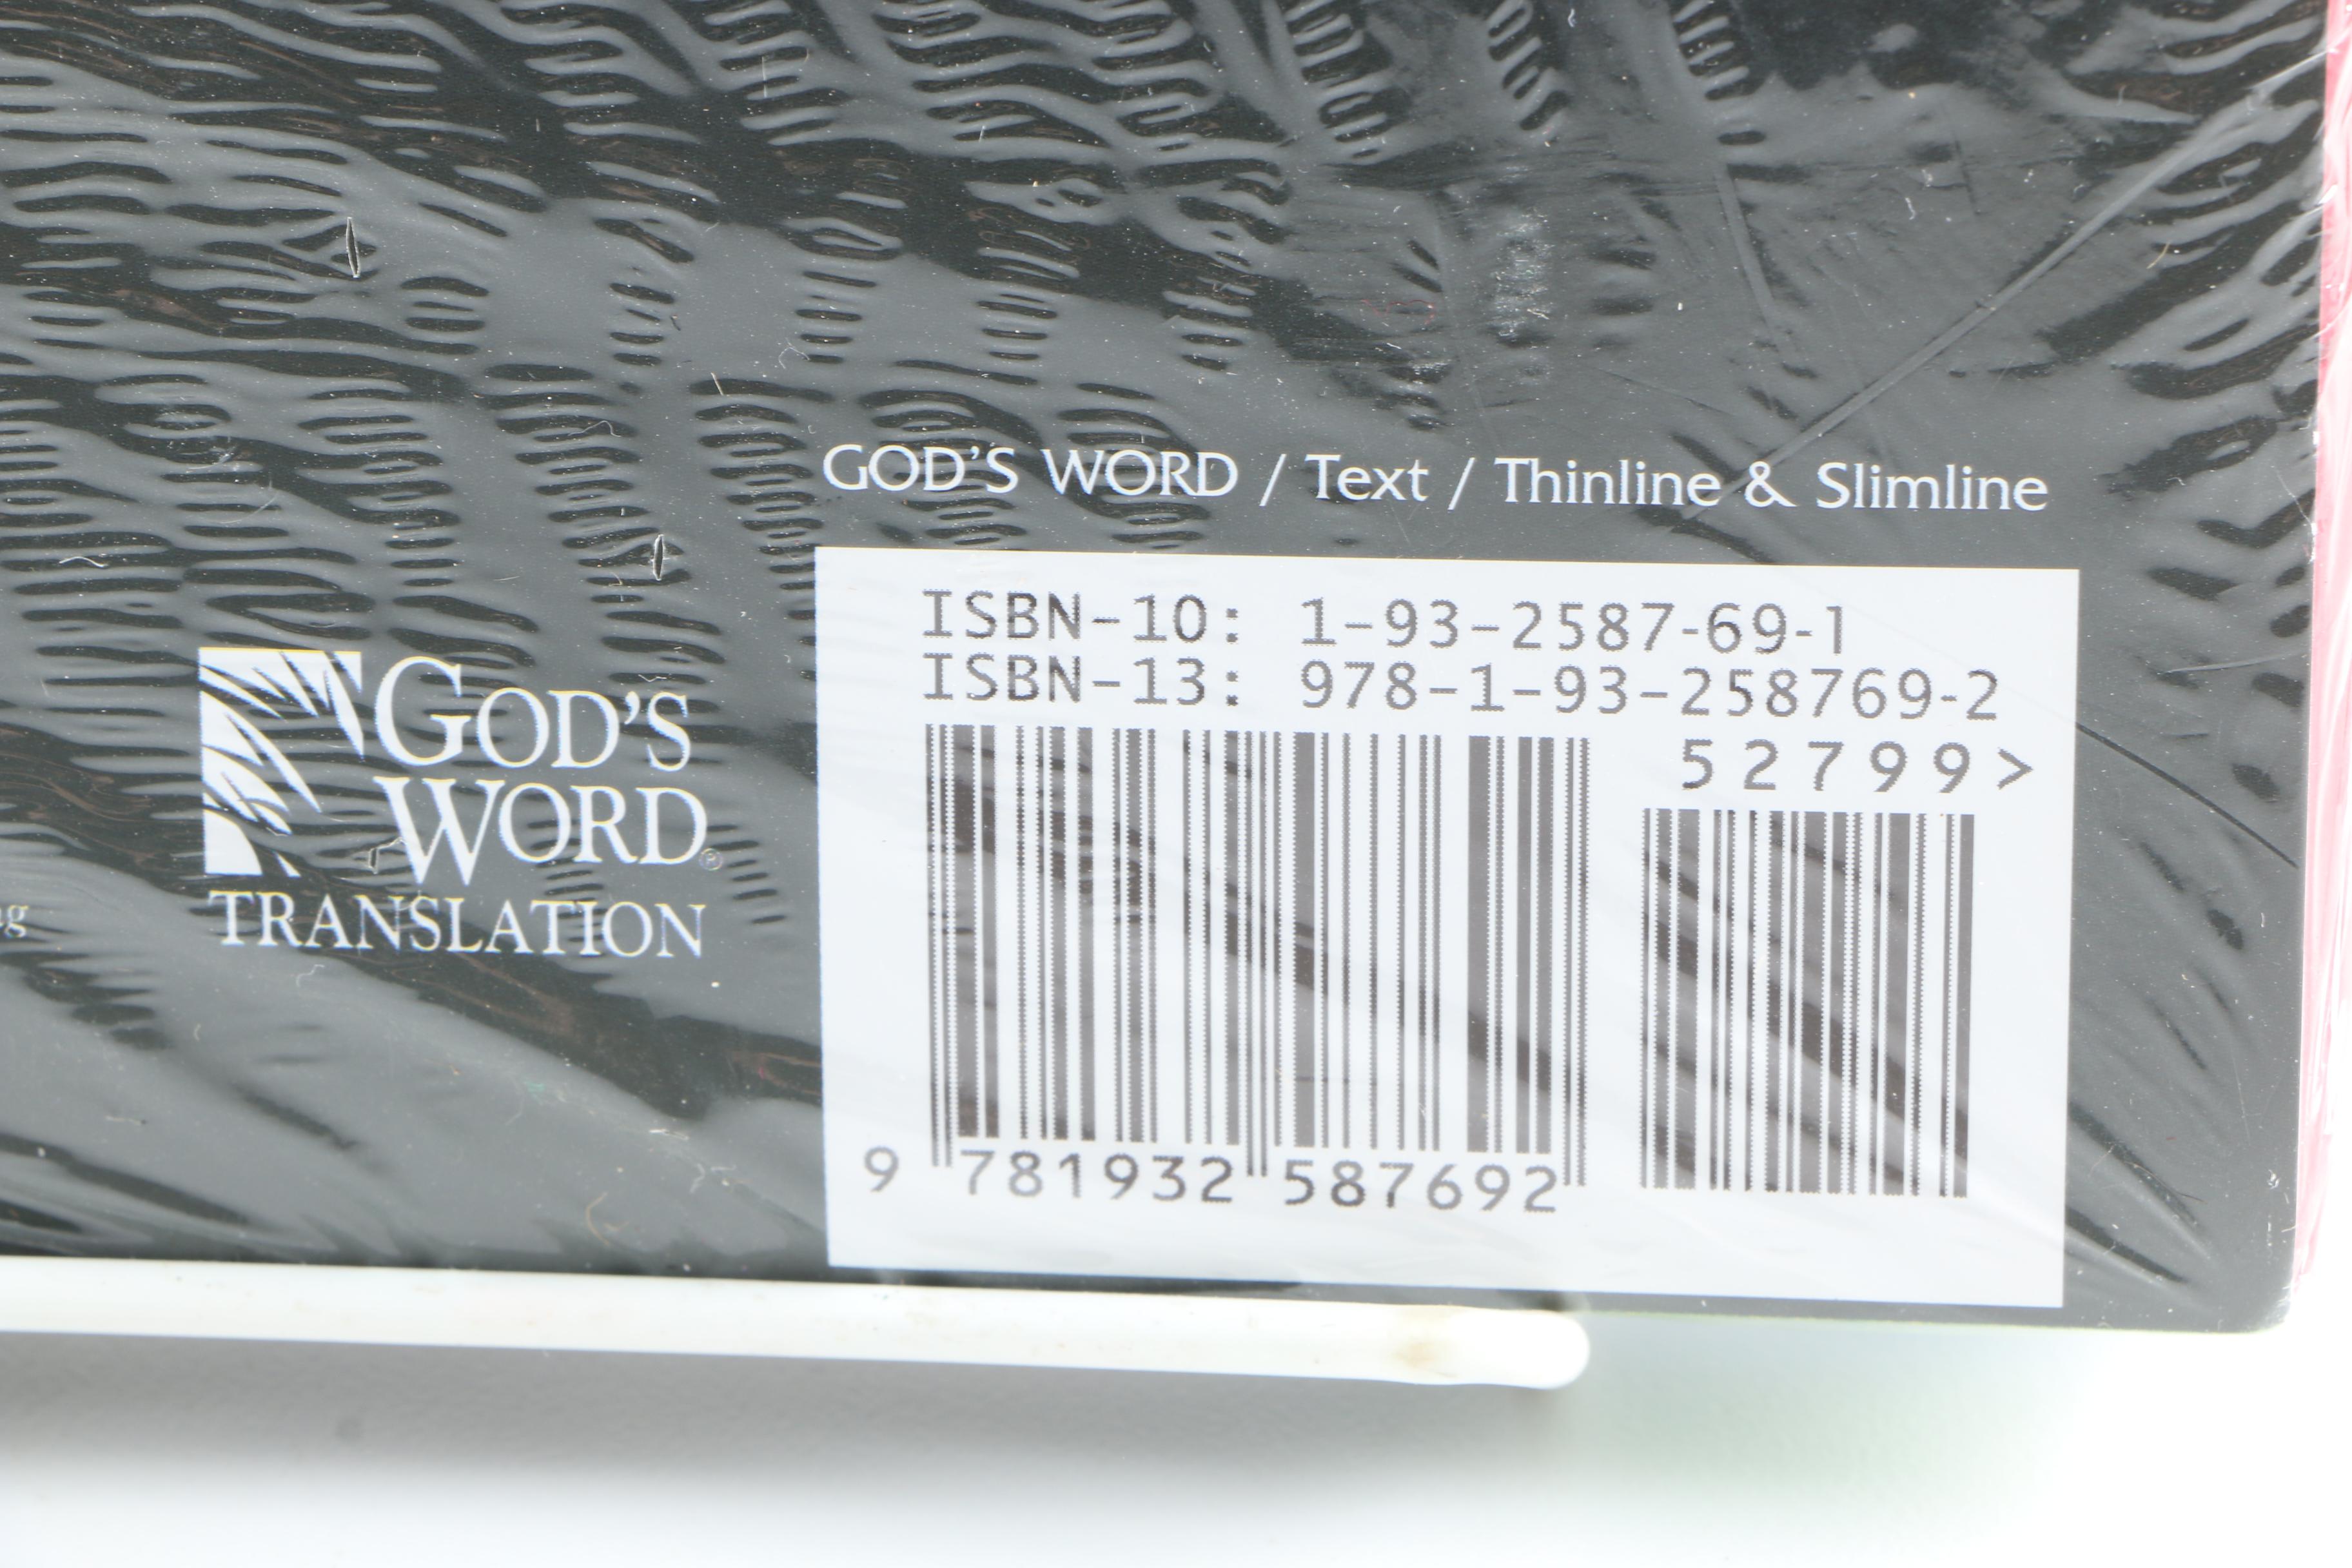 GOD'S WORD / Text / Thinline & Slimline
ISBN-10: 1-93-2587-69-1
ISBN-13: 978-1-93-258769-2
52799>
9 781932 587692
GOD'S
WORD®
TRANSLATION